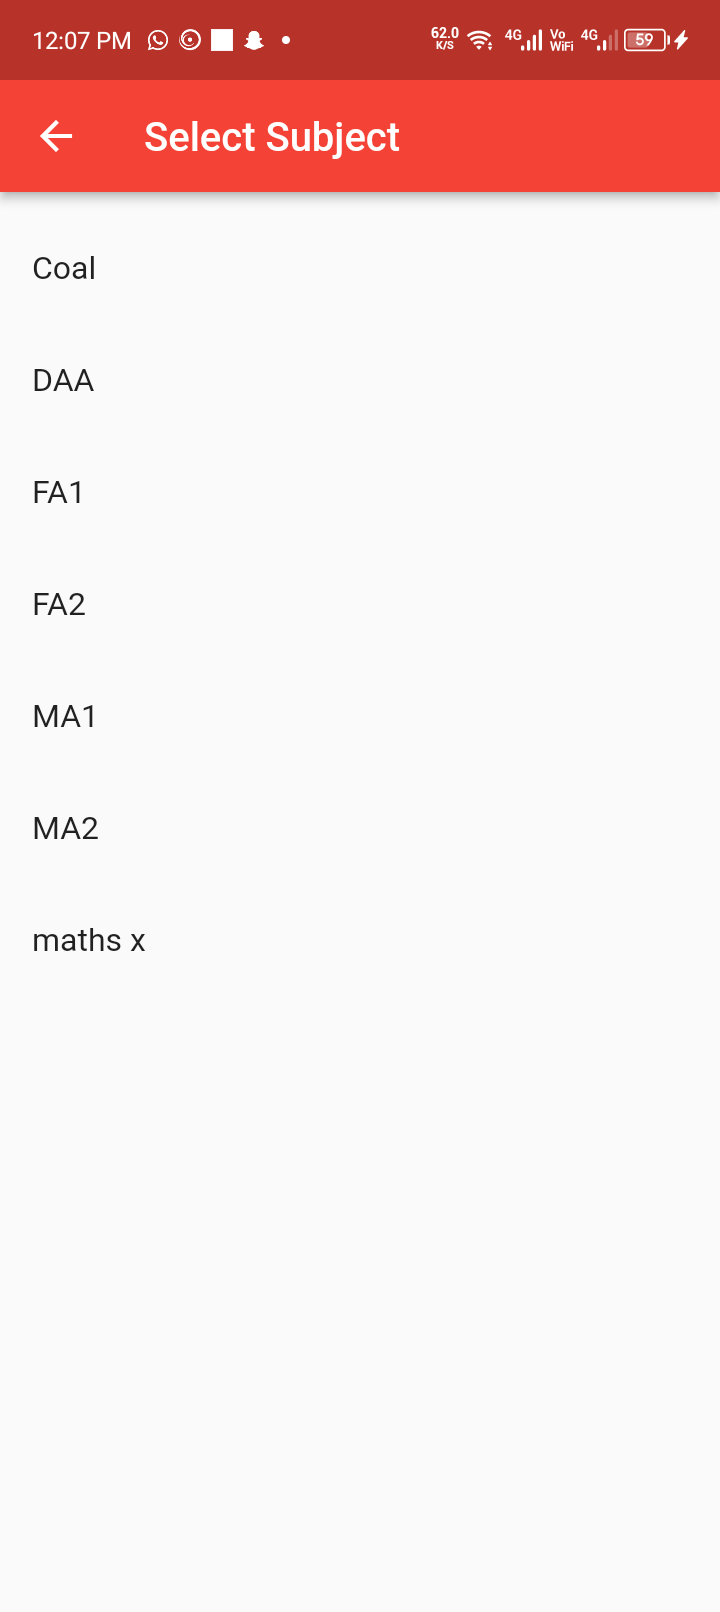 12:07 PM 62.0 K/S 4G Vo WiFi 4G 59
Select Subject
Coal
DAA
FA1
FA2
MA1
MA2
maths x